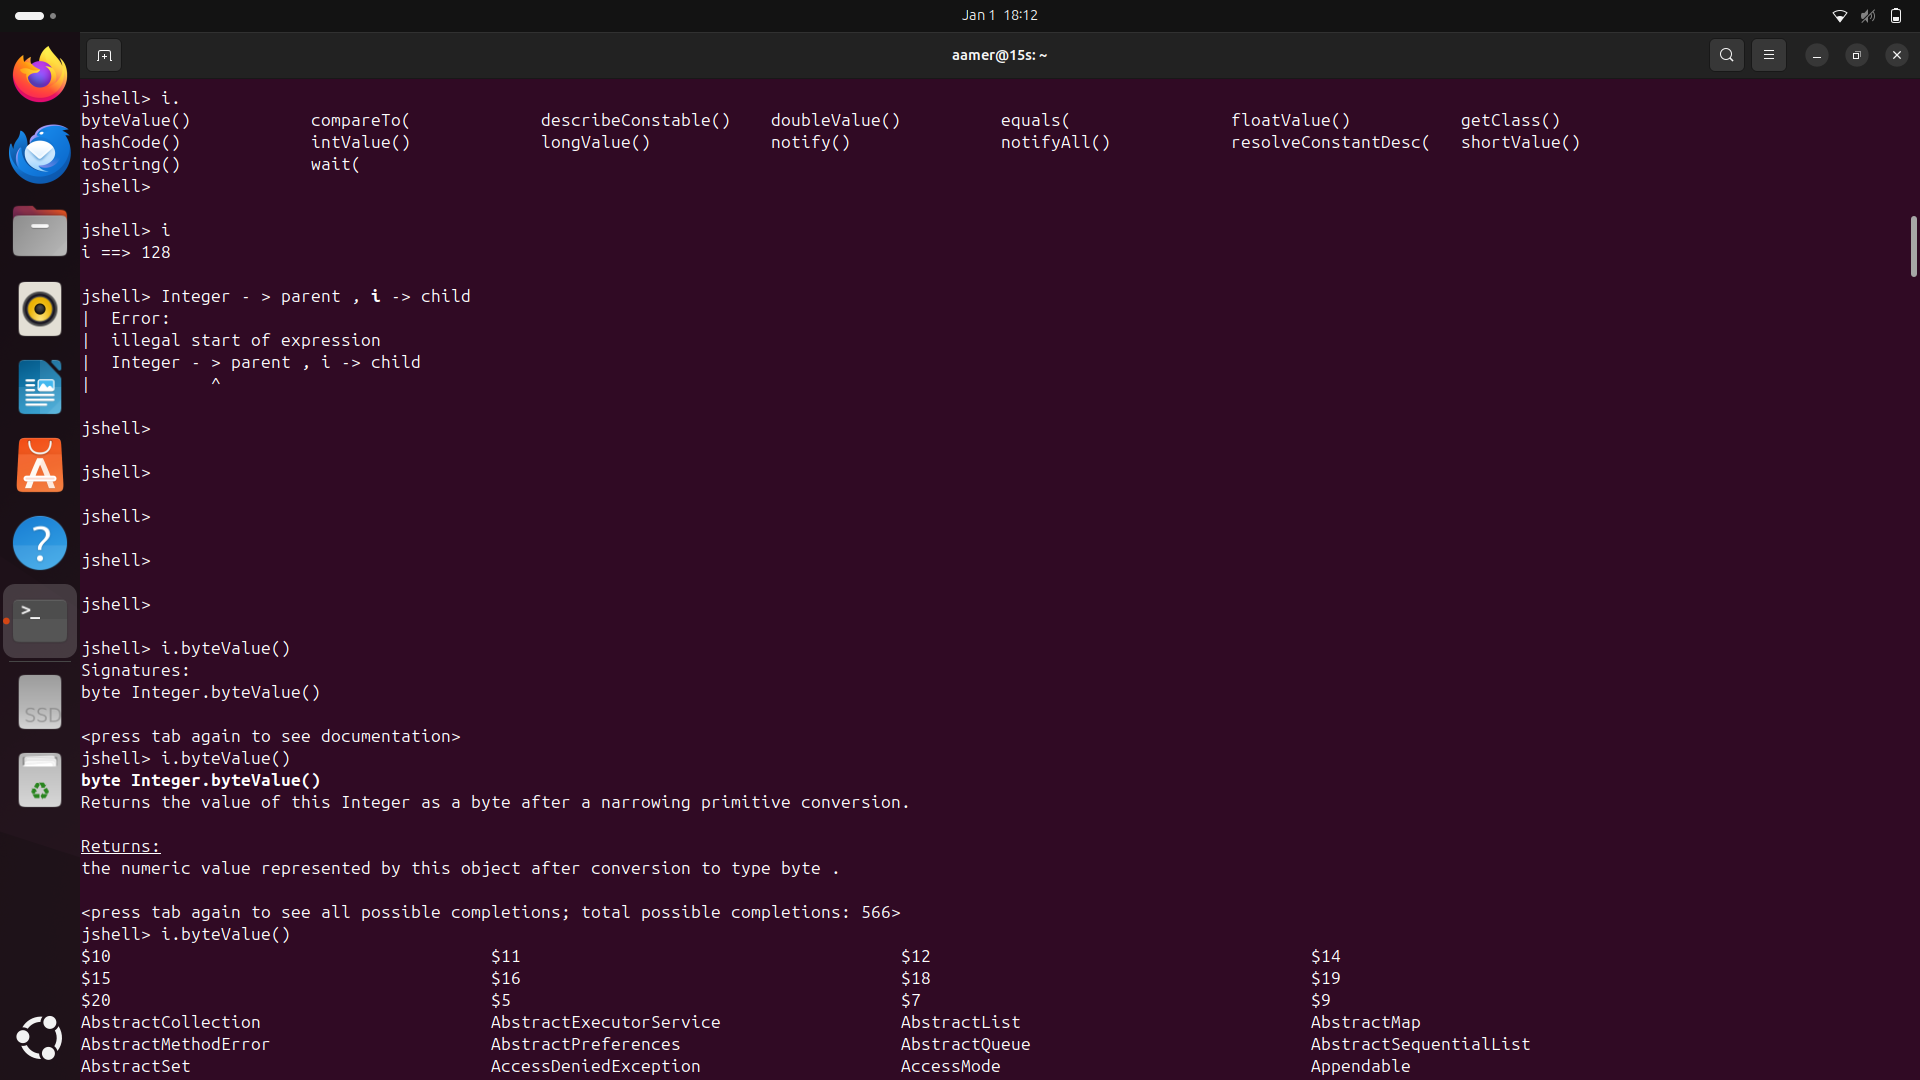 Jan 1 18:12
aamer@15s: ~
jshell> i.
byteValue() compareTo( describeConstable() doubleValue() equals( floatValue() getClass()
hashCode() intValue() longValue() notify() notifyAll() resolveConstantDesc( shortValue()
toString() wait(
jshell>
jshell> i
i ==> 128
jshell> Integer - > parent , i -> child
| Error:
| illegal start of expression
| Integer - > parent , i -> child
| ^
jshell>
jshell>
jshell>
jshell>
jshell>
jshell> i.byteValue()
Signatures:
byte Integer.byteValue()
<press tab again to see documentation>
jshell> i.byteValue()
byte Integer.byteValue()
Returns the value of this Integer as a byte after a narrowing primitive conversion.
Returns:
the numeric value represented by this object after conversion to type byte .
<press tab again to see all possible completions; total possible completions: 566>
jshell> i.byteValue()
$10 $11 $12 $14
$15 $16 $18 $19
$20 $5 $7 $9
AbstractCollection AbstractExecutorService AbstractList AbstractMap
AbstractMethodError AbstractPreferences AbstractQueue AbstractSequentialList
AbstractSet AccessDeniedException AccessMode Appendable
SSD